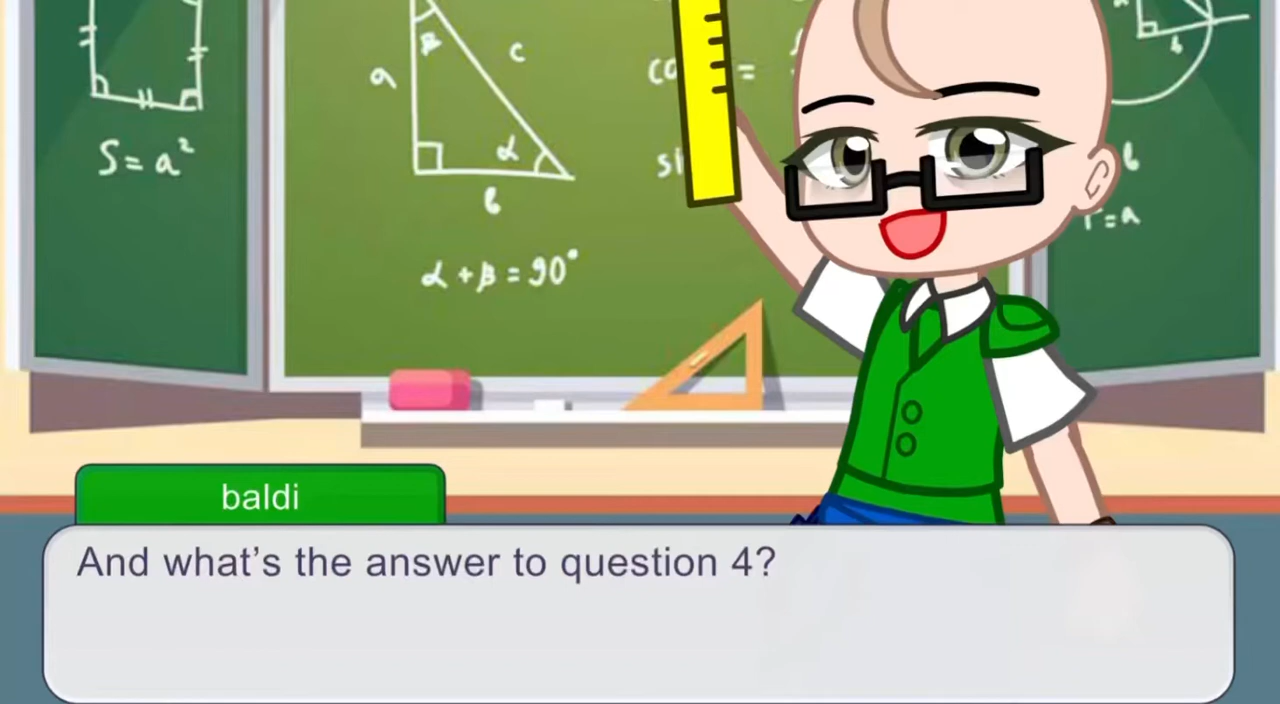 S = a²
a
β
c
α
b
α + β = 90°
b
r = a
baldi
And what's the answer to question 4?